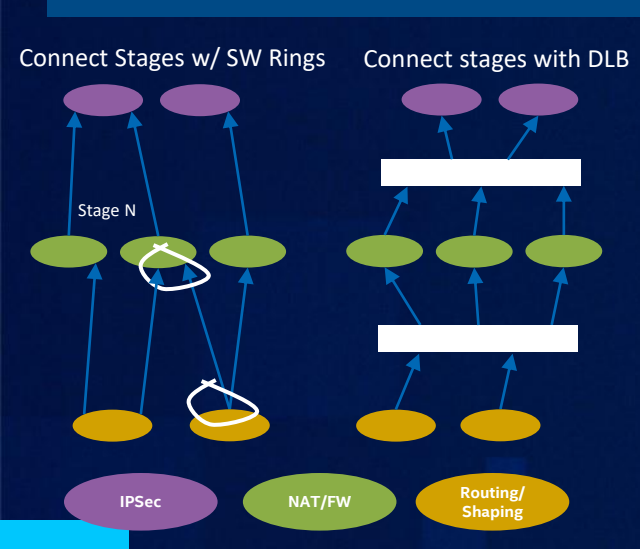 Connect Stages w/ SW Rings
Connect stages with DLB
Stage N
IPSec
NAT/FW
Routing/
Shaping